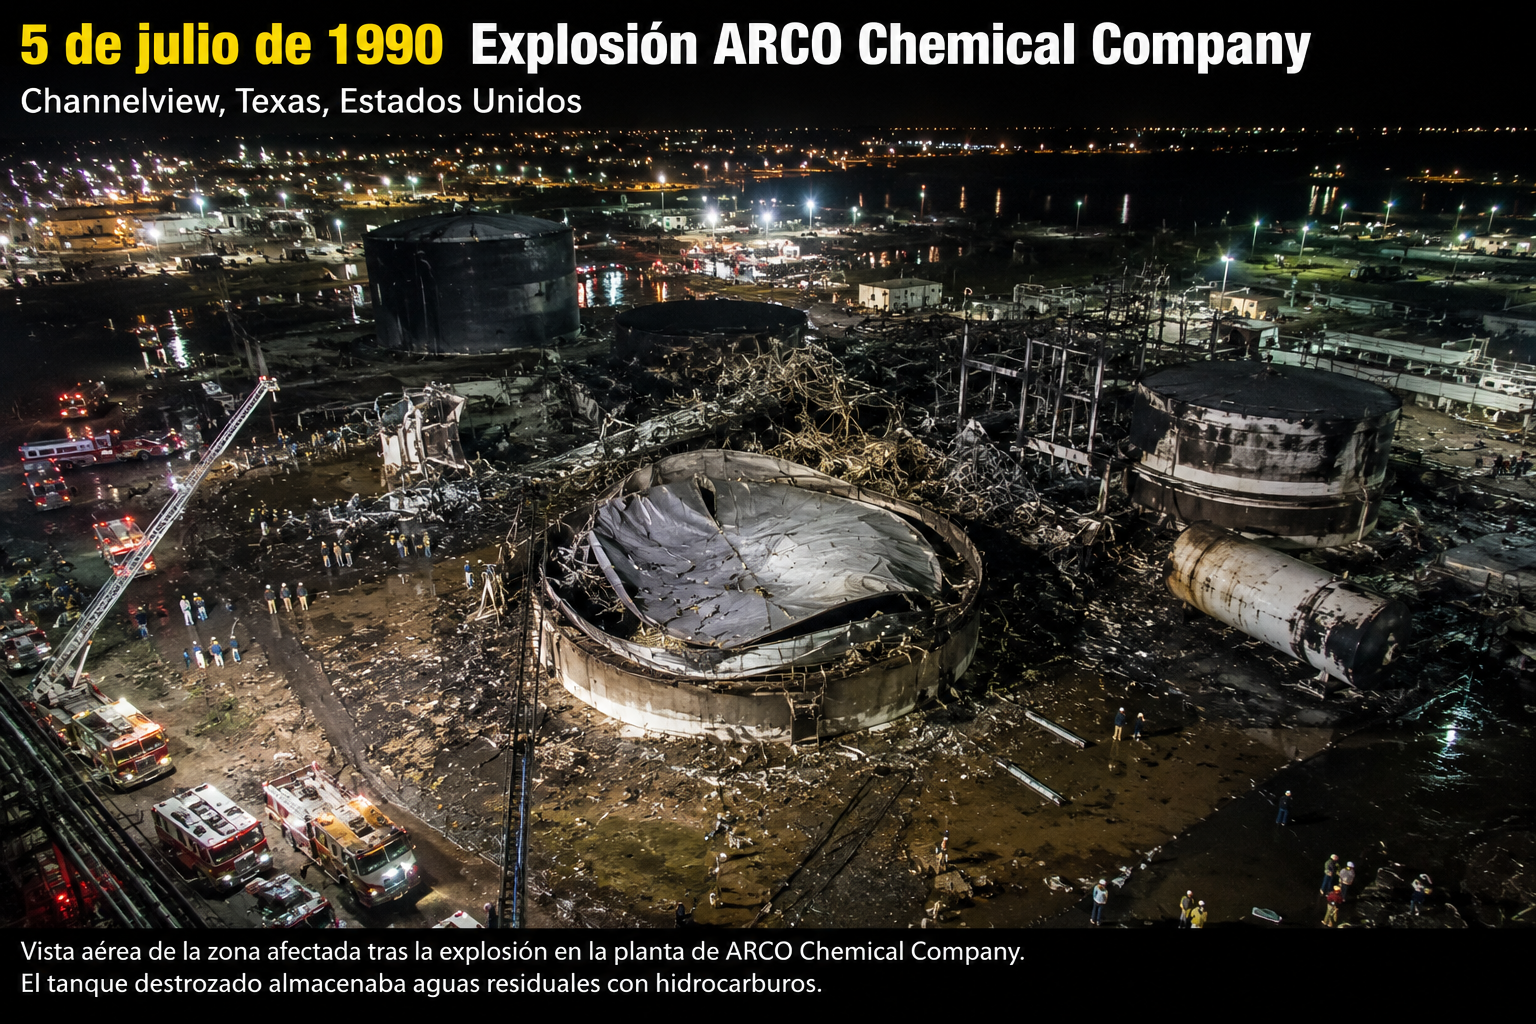 5 de julio de 1990 Explosión ARCO Chemical Company
Channelview, Texas, Estados Unidos
Vista aérea de la zona afectada tras la explosión en la planta de ARCO Chemical Company.
El tanque destrozado almacenaba aguas residuales con hidrocarburos.